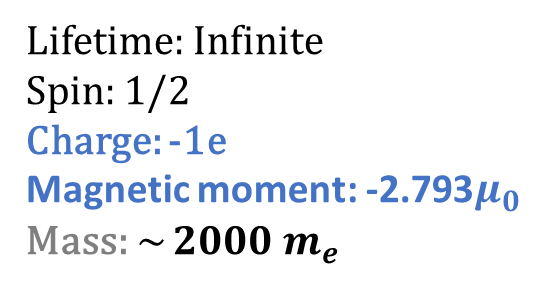 Lifetime: Infinite
Spin: 1/2
Charge: -1e
Magnetic moment: -2.793μ₀
Mass: ~ 2000 mₑ